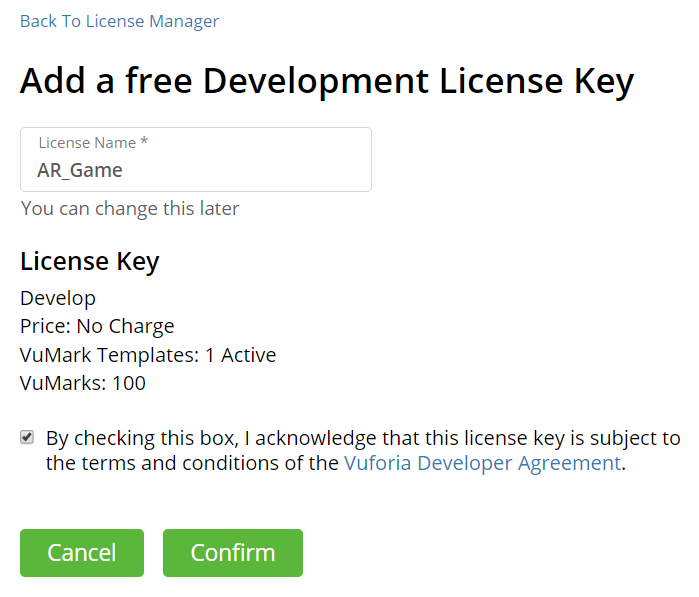 Back To License Manager
Add a free Development License Key
License Name *
AR_Game
You can change this later
License Key
Develop
Price: No Charge
VuMark Templates: 1 Active
VuMarks: 100
By checking this box, I acknowledge that this license key is subject to
the terms and conditions of the Vuforia Developer Agreement.
Cancel Confirm